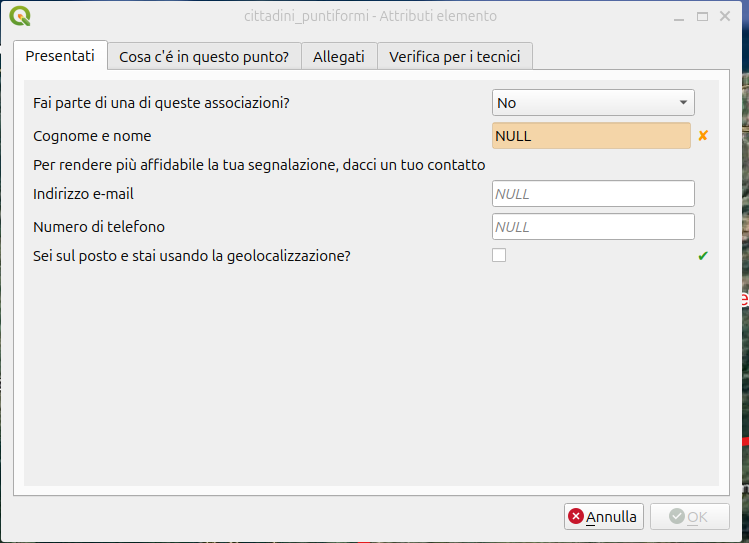 cittadini_puntiformi - Attributi elemento
Presentati
Cosa c'é in questo punto?
Allegati
Verifica per i tecnici
Fai parte di una di queste associazioni?
No
Cognome e nome
NULL
Per rendere più affidabile la tua segnalazione, dacci un tuo contatto
Indirizzo e-mail
NULL
Numero di telefono
NULL
Sei sul posto e stai usando la geolocalizzazione?
Annulla
OK